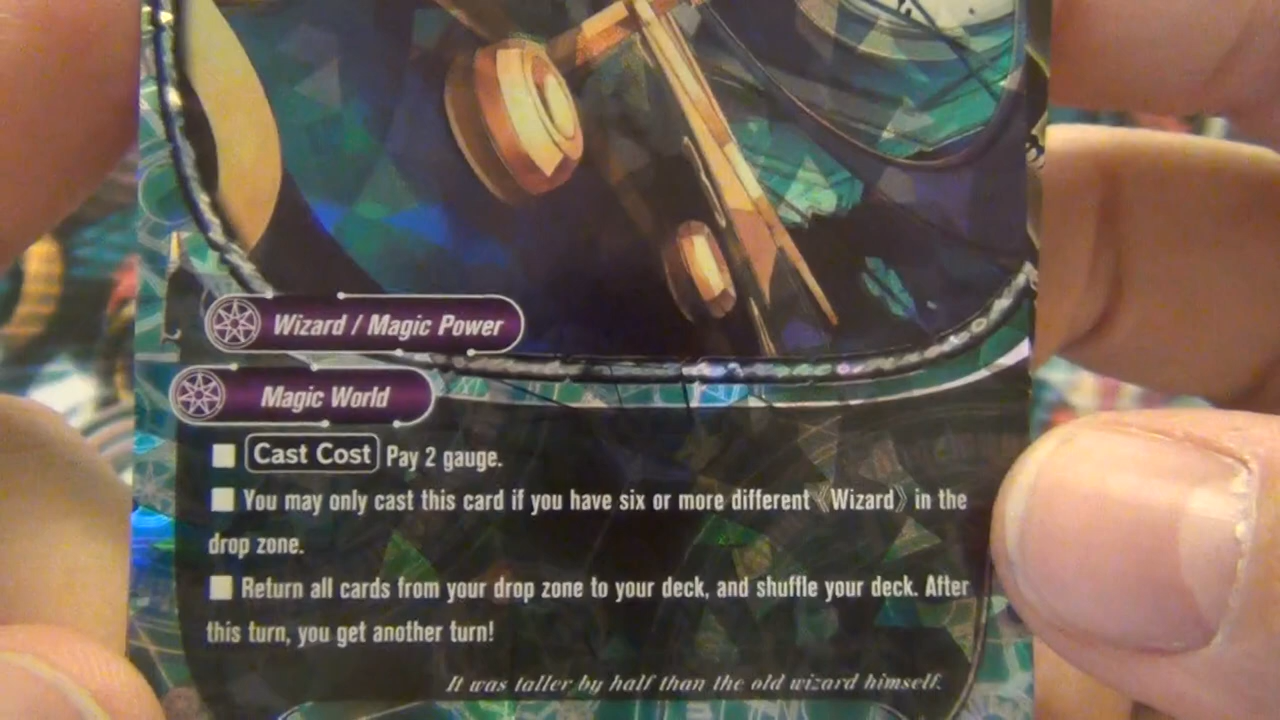 Wizard / Magic Power
Magic World
■ Cast Cost Pay 2 gauge.
■ You may only cast this card if you have six or more different《Wizard》in the
drop zone.
■ Return all cards from your drop zone to your deck, and shuffle your deck. After
this turn, you get another turn!
It was taller by half than the old wizard himself.